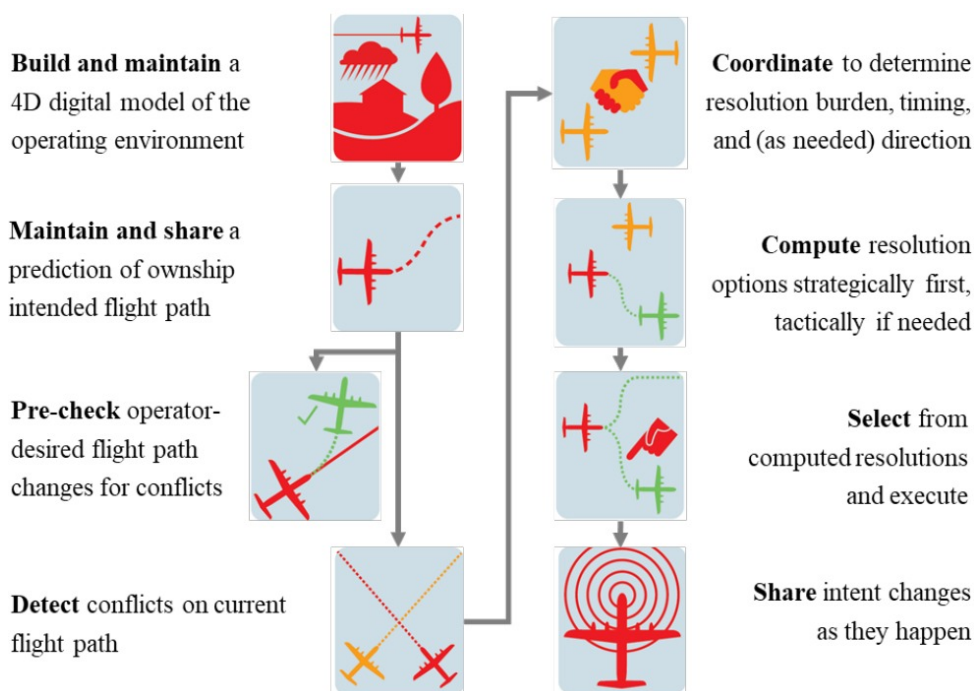 Build and maintain a
4D digital model of the
operating environment
Maintain and share a
prediction of ownship
intended flight path
Pre-check operator-
desired flight path
changes for conflicts
Detect conflicts on current
flight path
Coordinate to determine
resolution burden, timing,
and (as needed) direction
Compute resolution
options strategically first,
tactically if needed
Select from
computed resolutions
and execute
Share intent changes
as they happen